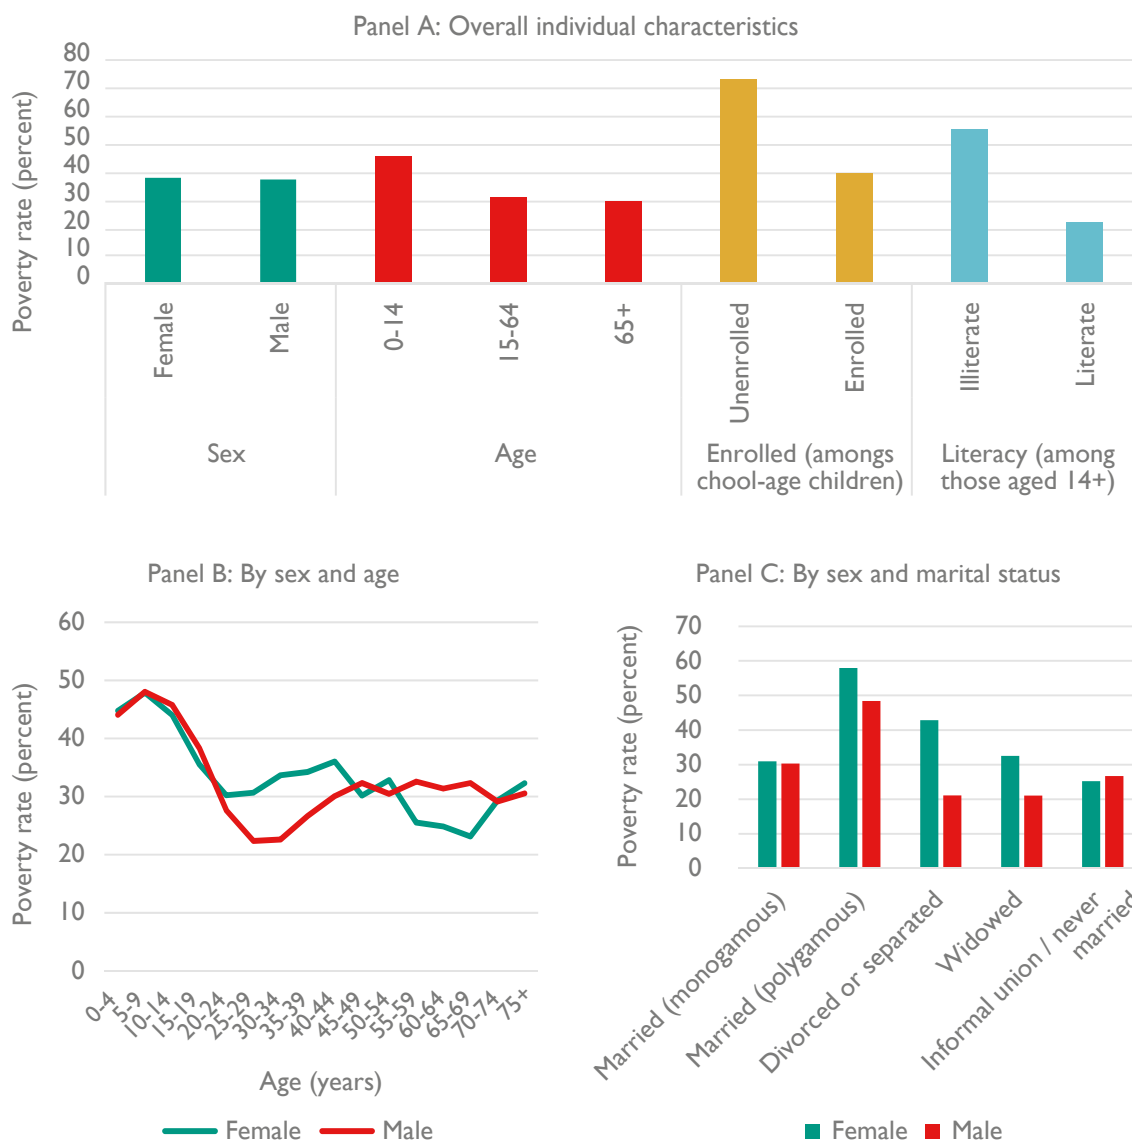 Panel A: Overall individual characteristics
Poverty rate (percent)
80
70
60
50
40
30
20
10
0
Female
Male
0-14
15-64
65+
Unenrolled
Enrolled
Illiterate
Literate
Sex
Age
Enrolled (amongs
chool-age children)
Literacy (among
those aged 14+)
Panel B: By sex and age
Poverty rate (percent)
60
50
40
30
20
10
0
0-4
5-9
10-14
15-19
20-24
25-29
30-34
35-39
40-44
45-49
50-54
55-59
60-64
65-69
70-74
75+
Age (years)
Female
Male
Panel C: By sex and marital status
Poverty rate (percent)
70
60
50
40
30
20
10
0
Married (monogamous)
Married (polygamous)
Divorced or separated
Widowed
Informal union / never
married
Female
Male